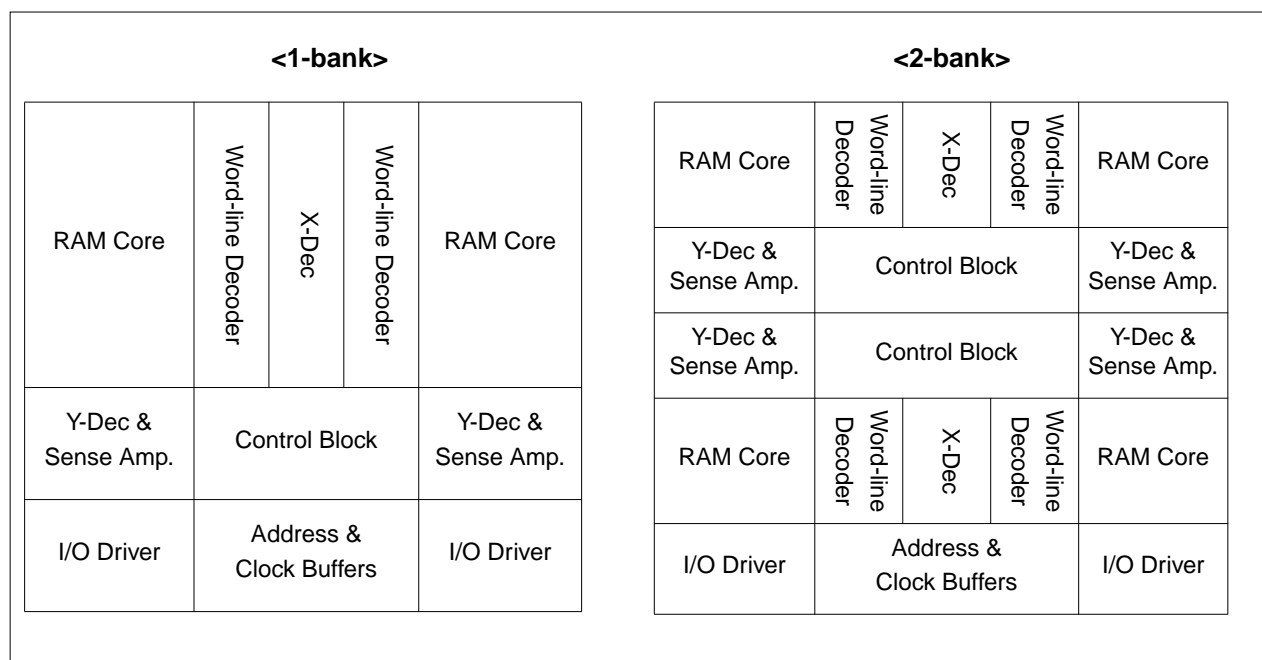 <1-bank>
RAM Core
Word-line Decoder
X-Dec
Word-line Decoder
RAM Core
Y-Dec &
Sense Amp.
Control Block
Y-Dec &
Sense Amp.
I/O Driver
Address &
Clock Buffers
I/O Driver
<2-bank>
RAM Core
Word-line
Decoder
X-Dec
Word-line
Decoder
RAM Core
Y-Dec &
Sense Amp.
Control Block
Y-Dec &
Sense Amp.
Y-Dec &
Sense Amp.
Control Block
Y-Dec &
Sense Amp.
RAM Core
Word-line
Decoder
X-Dec
Word-line
Decoder
RAM Core
I/O Driver
Address &
Clock Buffers
I/O Driver